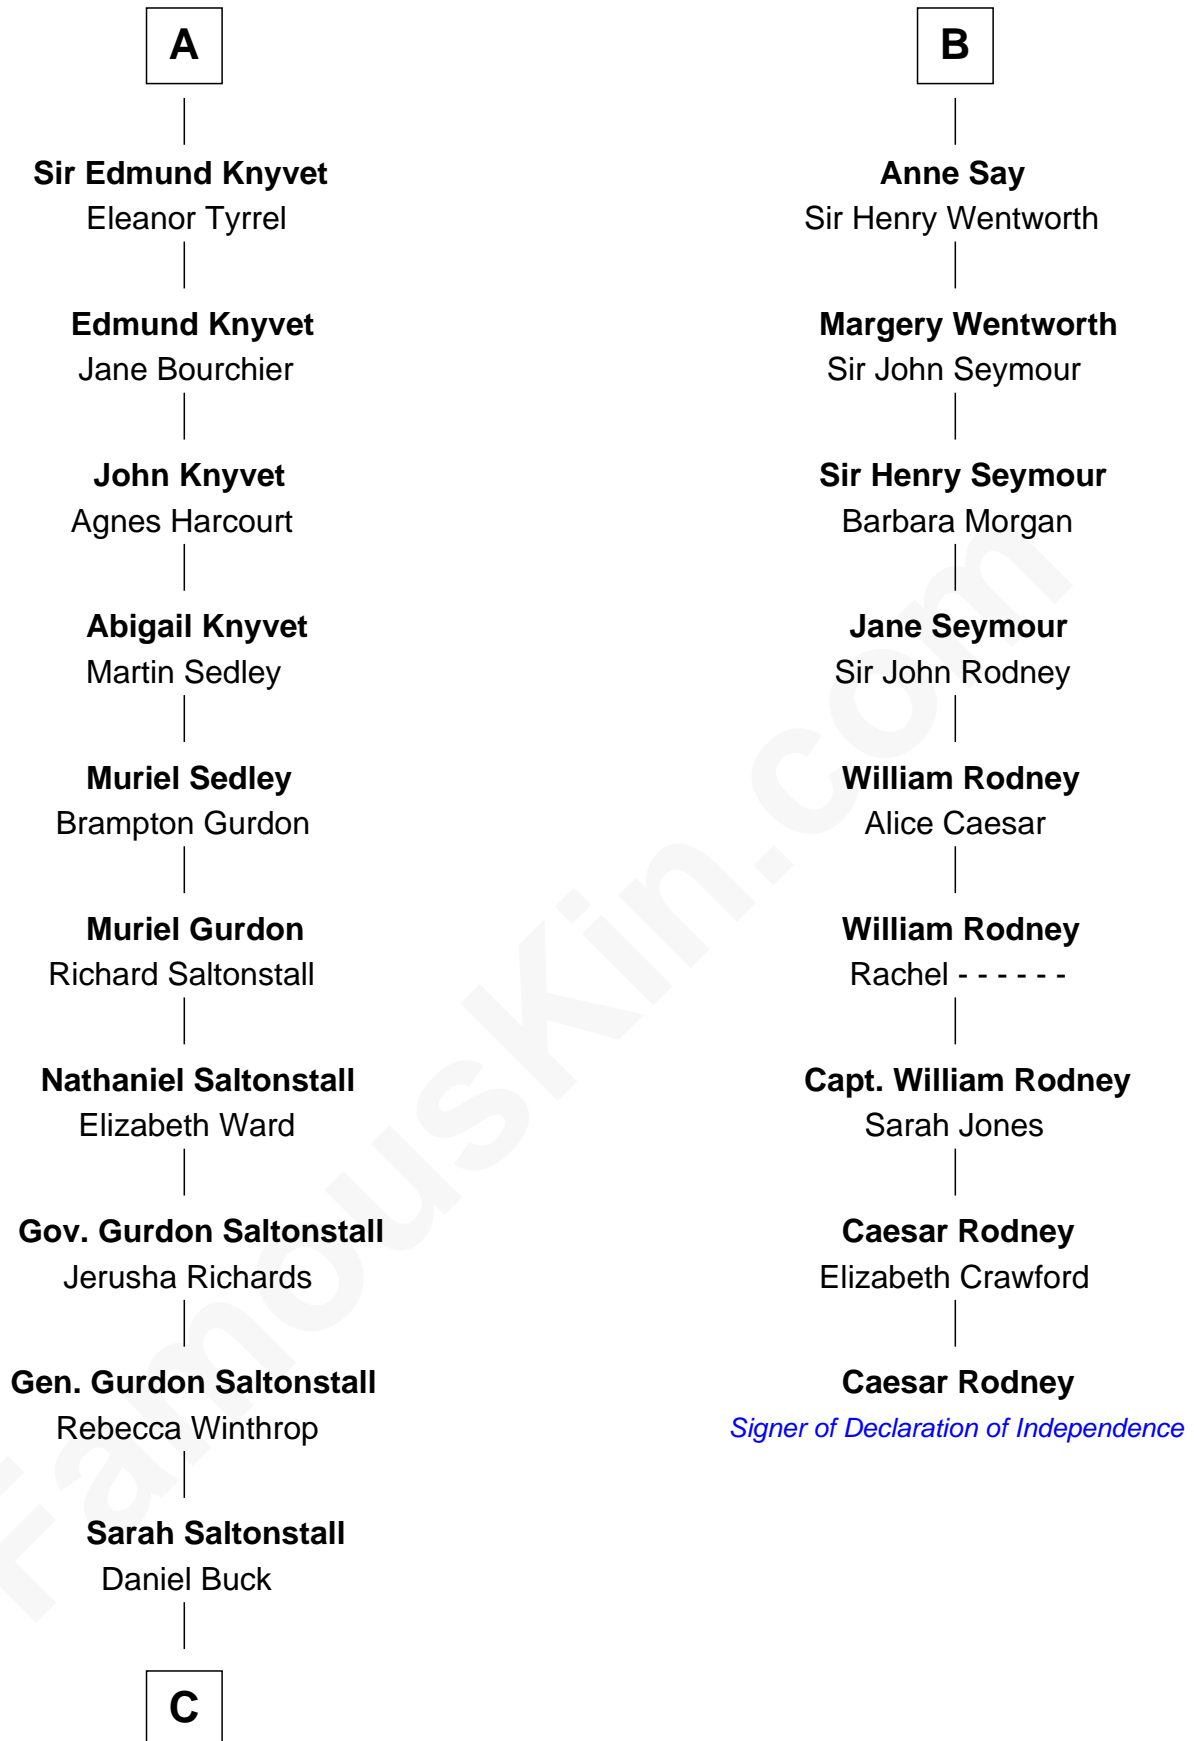 A
Sir Edmund Knyvet
Eleanor Tyrrel
Edmund Knyvet
Jane Bourchier
John Knyvet
Agnes Harcourt
Abigail Knyvet
Martin Sedley
Muriel Sedley
Brampton Gurdon
Muriel Gurdon
Richard Saltonstall
Nathaniel Saltonstall
Elizabeth Ward
Gov. Gurdon Saltonstall
Jerusha Richards
Gen. Gurdon Saltonstall
Rebecca Winthrop
Sarah Saltonstall
Daniel Buck
C
B
Anne Say
Sir Henry Wentworth
Margery Wentworth
Sir John Seymour
Sir Henry Seymour
Barbara Morgan
Jane Seymour
Sir John Rodney
William Rodney
Alice Caesar
William Rodney
Rachel - - - - - -
Capt. William Rodney
Sarah Jones
Caesar Rodney
Elizabeth Crawford
Caesar Rodney
Signer of Declaration of Independence
FamousKin.com